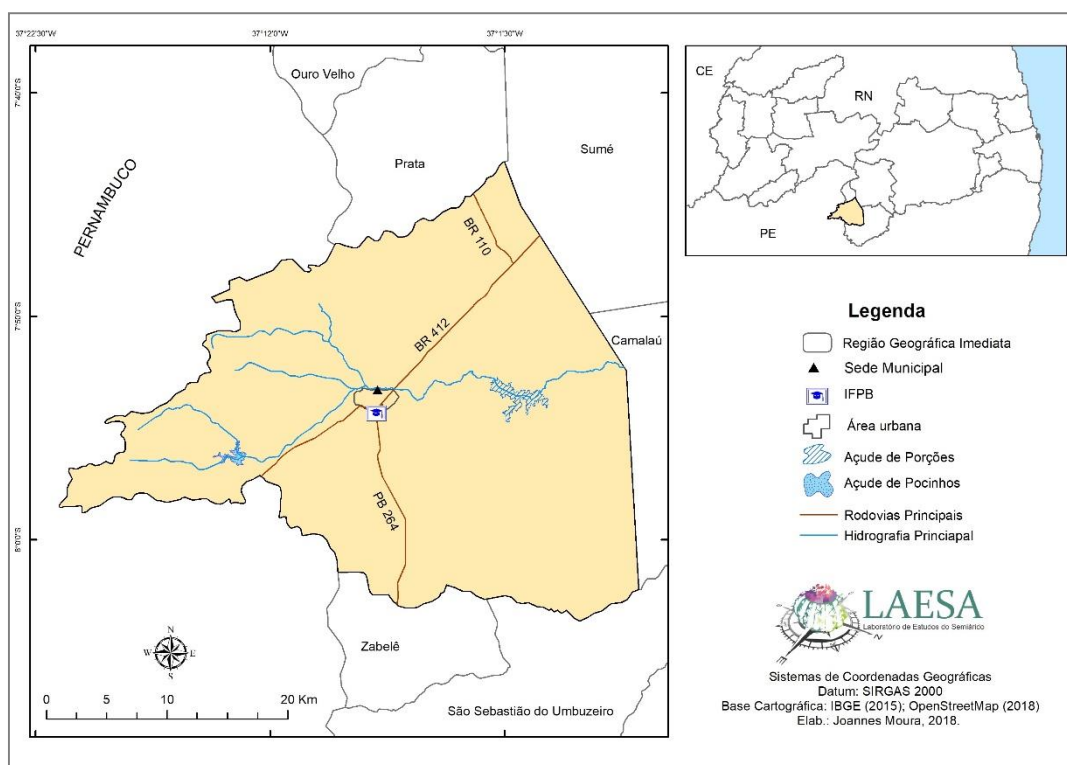 37°22'30"W
37°12'0"W
37°1'30"W
7°40'0"S
7°50'0"S
8°0'0"S
Ouro Velho
Prata
Sumé
PERNAMBUCO
BR 110
BR 412
Camalaú
PB 264
Zabelê
São Sebastião do Umbuzeiro
N
W
E
S
0
5
10
20 Km
CE
RN
PE
Legenda
Região Geográfica Imediata
Sede Municipal
IFPB
Área urbana
Açude de Porções
Açude de Pocinhos
Rodovias Principais
Hidrografia Princiapal
LAESA
Laboratório de Estudos do Semiárido
Sistemas de Coordenadas Geográficas
Datum: SIRGAS 2000
Base Cartográfica: IBGE (2015); OpenStreetMap (2018)
Elab.: Joannes Moura, 2018.